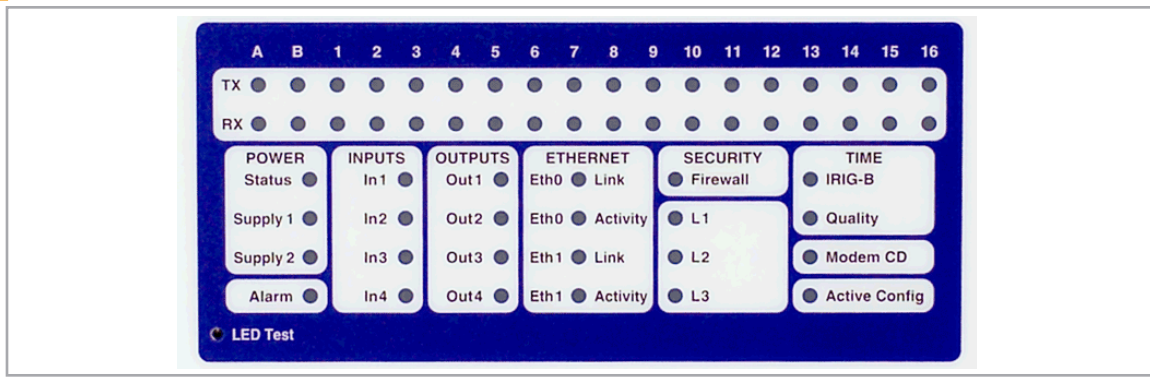 A B 1 2 3 4 5 6 7 8 9 10 11 12 13 14 15 16
TX
RX
POWER INPUTS OUTPUTS ETHERNET SECURITY TIME
Status In1 Out1 Eth0 Link Firewall IRIG-B
Supply 1 In2 Out2 Eth0 Activity L1 Quality
Supply 2 In3 Out3 Eth1 Link L2 Modem CD
Alarm In4 Out4 Eth1 Activity L3 Active Config
LED Test